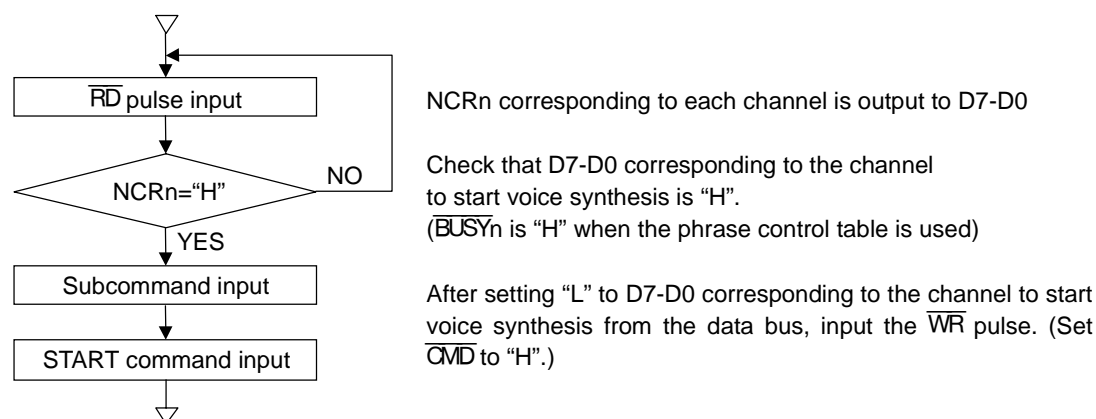 RD pulse input
NCRn=“H”
NO
YES
Subcommand input
START command input
NCRn corresponding to each channel is output to D7-D0
Check that D7-D0 corresponding to the channel
to start voice synthesis is “H”.
(BUSYn is “H” when the phrase control table is used)
After setting “L” to D7-D0 corresponding to the channel to start
voice synthesis from the data bus, input the WR pulse. (Set
CMD to “H”.)